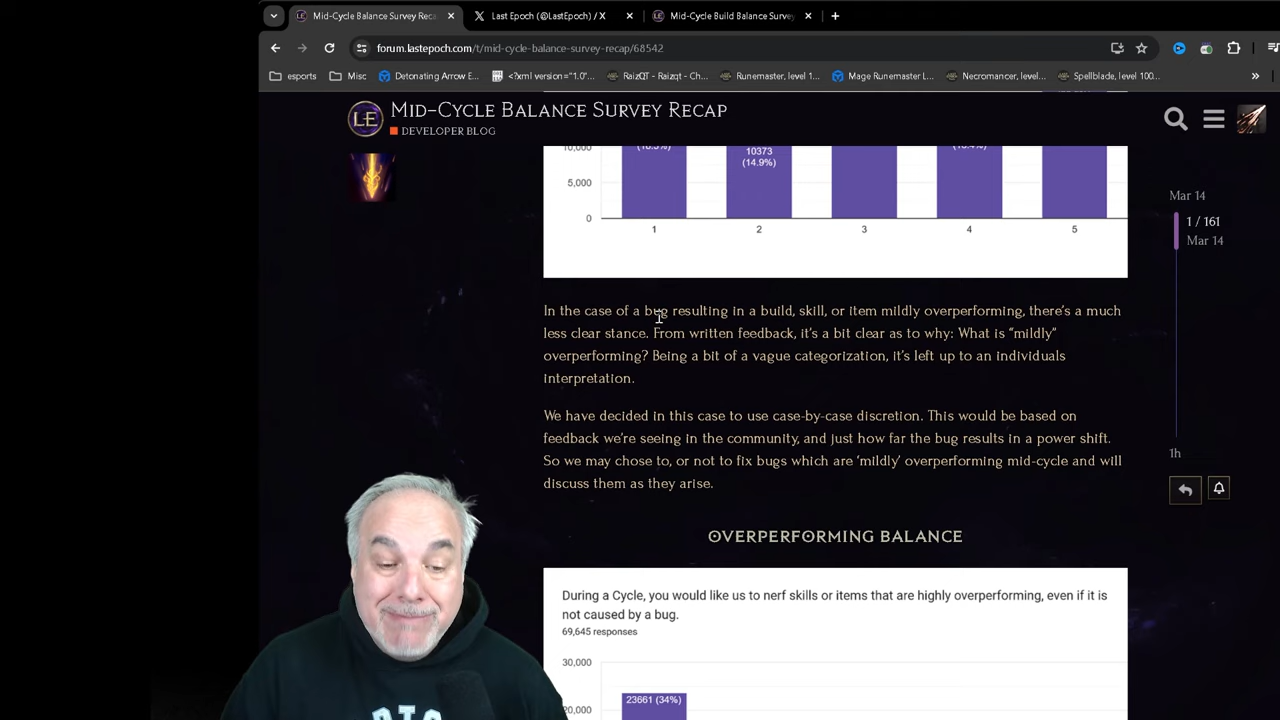 Mid-Cycle Balance Survey Reca
Last Epoch (@LastEpoch) / X
Mid-Cycle Build Balance Survey
forum.lastepoch.com/t/mid-cycle-balance-survey-recap/68542
esports
Misc
Detonating Arrow E...
<?xml version="1.0"...
RaizQT - Raizqt - Ch...
Runemaster, level 1...
Mage Runemaster L...
Necromancer, level...
Spellblade, level 100...
LE
Mid-Cycle Balance Survey Recap
DEVELOPER BLOG
10,000
10373
(14.9%)
5,000
0
1
2
3
4
5
Mar 14
1 / 161
Mar 14
1h
In the case of a bug resulting in a build, skill, or item mildly overperforming, there's a much
less clear stance. From written feedback, it's a bit clear as to why: What is "mildly"
overperforming? Being a bit of a vague categorization, it's left up to an individuals
interpretation.
We have decided in this case to use case-by-case discretion. This would be based on
feedback we're seeing in the community, and just how far the bug results in a power shift.
So we may chose to, or not to fix bugs which are 'mildly' overperforming mid-cycle and will
discuss them as they arise.
OVERPERFORMING BALANCE
During a Cycle, you would like us to nerf skills or items that are highly overperforming, even if it is
not caused by a bug.
69,645 responses
30,000
23661 (34%)
20,000